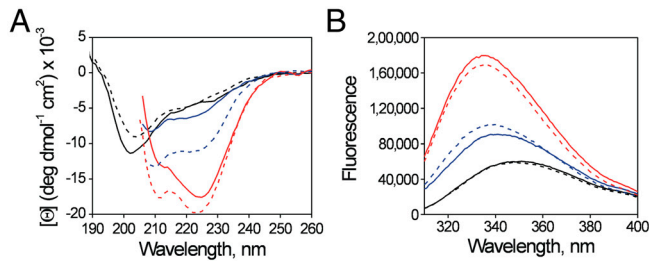 A
B
[Θ] (deg dmol⁻¹ cm²) x 10⁻³
5
0
-5
-10
-15
-20
190 200 210 220 230 240 250 260
Wavelength, nm
Fluorescence
2,00,000
1,60,000
120,000
80,000
40,000
0
320 340 360 380 400
Wavelength, nm